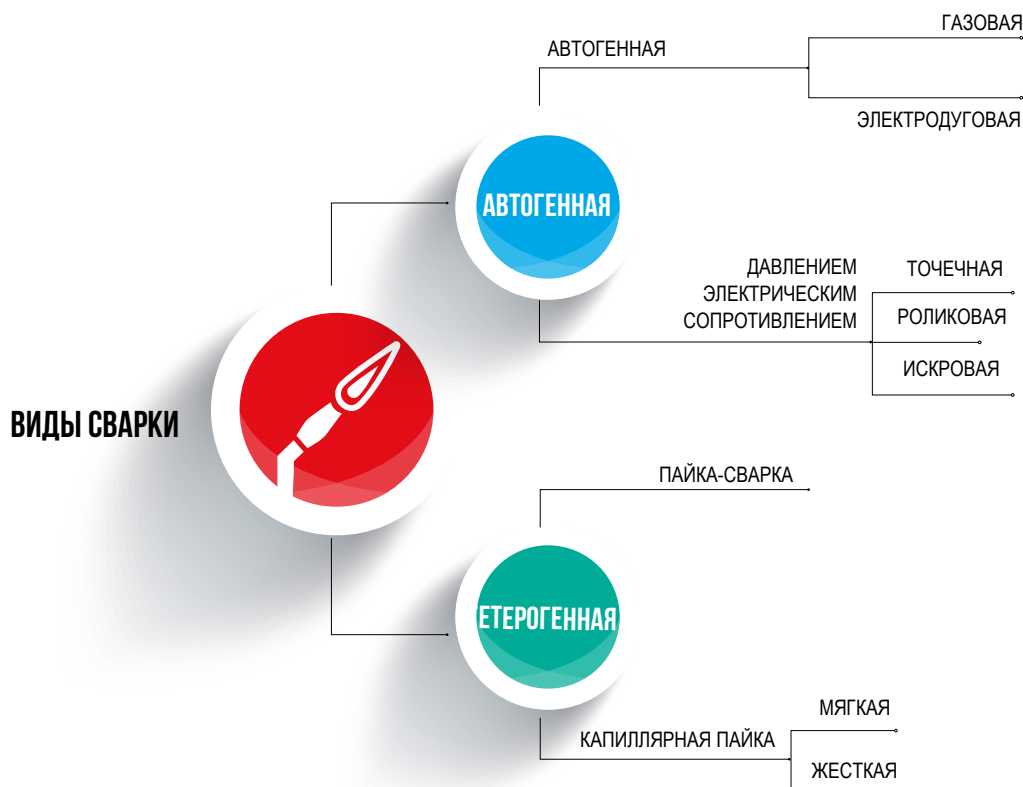 ГАЗОВАЯ
АВТОГЕННАЯ
ЭЛЕКТРОДУГОВАЯ
АВТОГЕННАЯ
ДАВЛЕНИЕМ
ЭЛЕКТРИЧЕСКИМ
СОПРОТИВЛЕНИЕМ
ТОЧЕЧНАЯ
РОЛИКОВАЯ
ИСКРОВАЯ
ВИДЫ СВАРКИ
ПАЙКА-СВАРКА
ЕТЕРОГЕННАЯ
МЯГКАЯ
КАПИЛЛЯРНАЯ ПАЙКА
ЖЕСТКАЯ